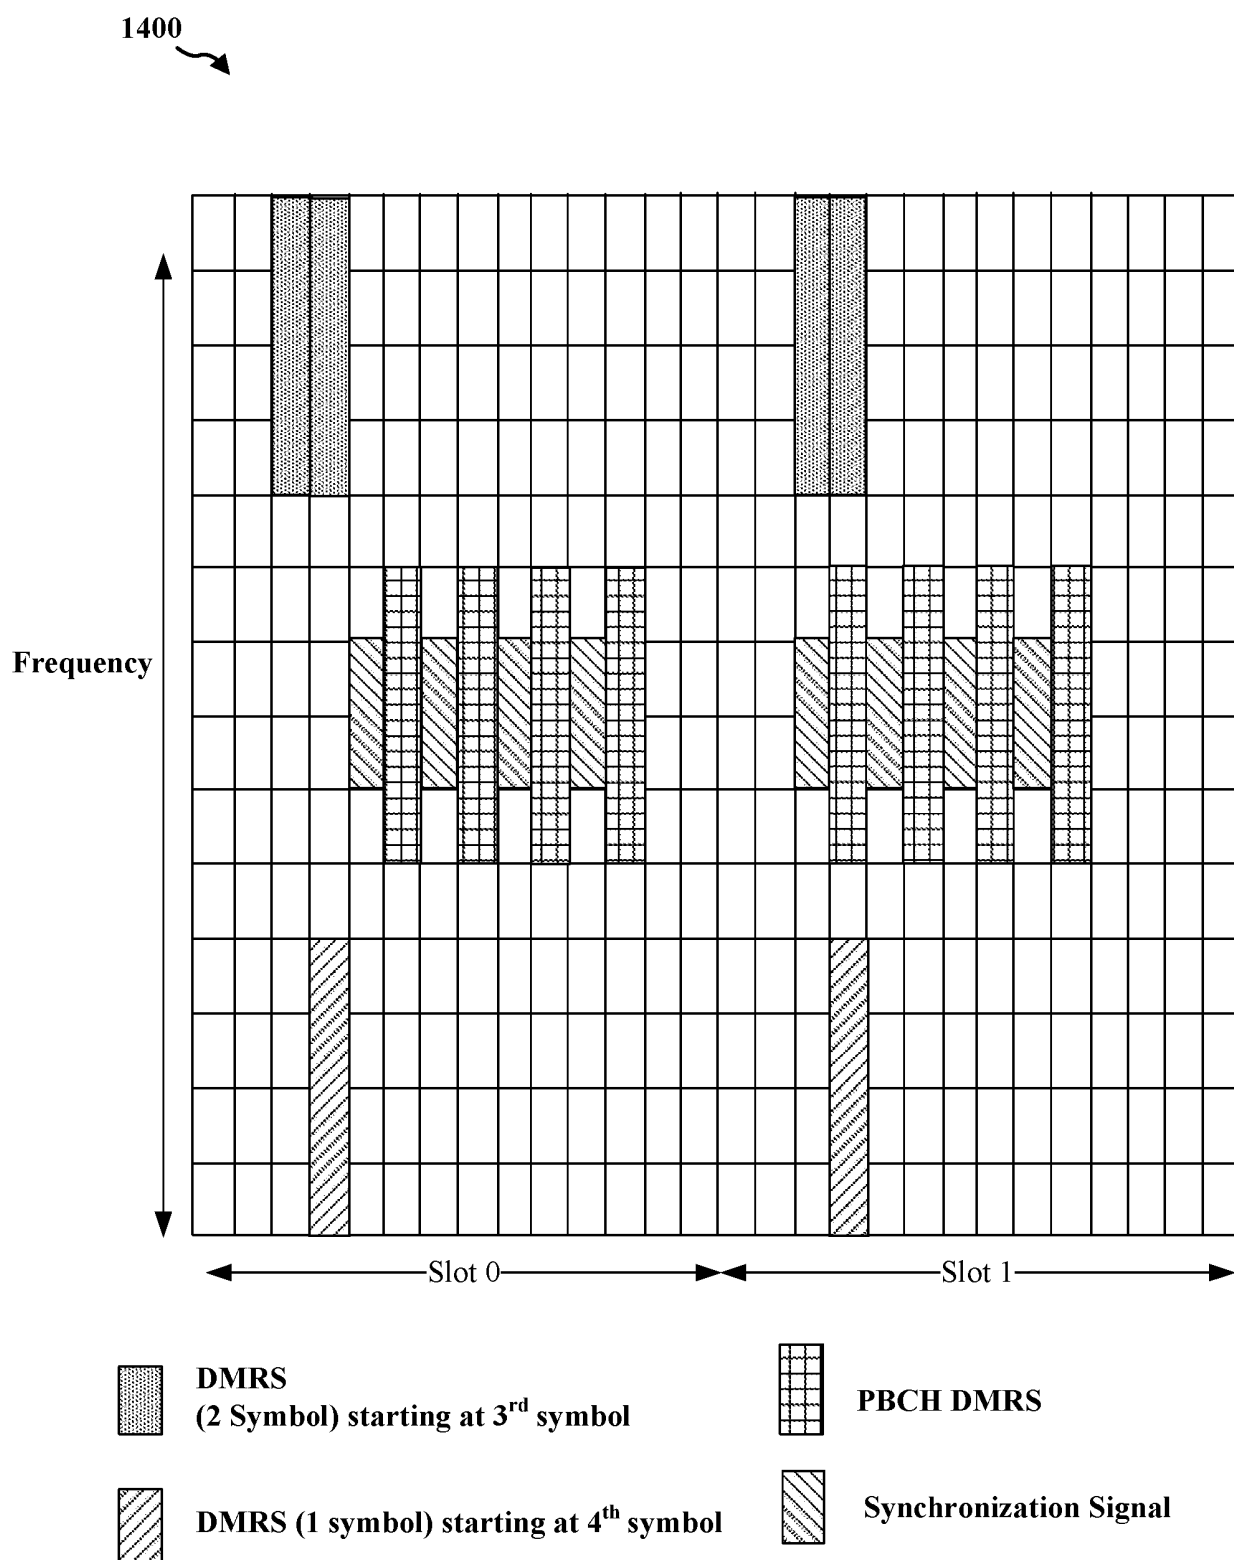 1400
Frequency
Slot 0
Slot 1
DMRS
(2 Symbol) starting at 3rd symbol
PBCH DMRS
DMRS (1 symbol) starting at 4th symbol
Synchronization Signal